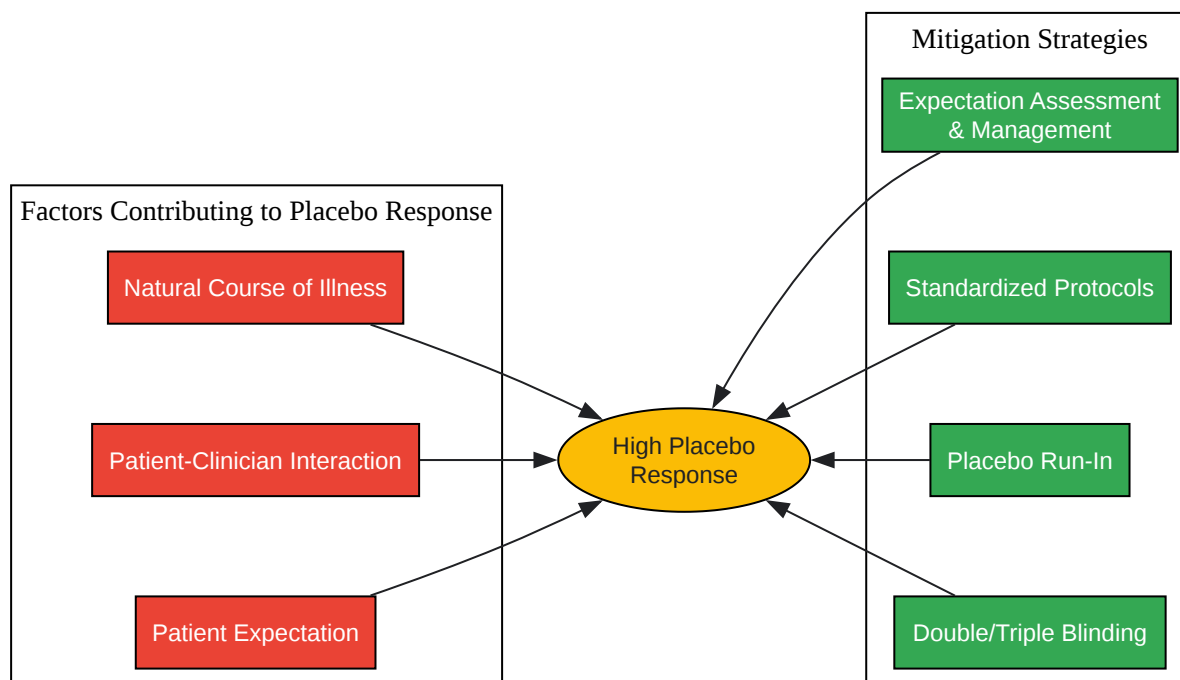 Factors Contributing to Placebo Response
Natural Course of Illness
Patient-Clinician Interaction
Patient Expectation
High Placebo
Response
Mitigation Strategies
Expectation Assessment
& Management
Standardized Protocols
Placebo Run-In
Double/Triple Blinding